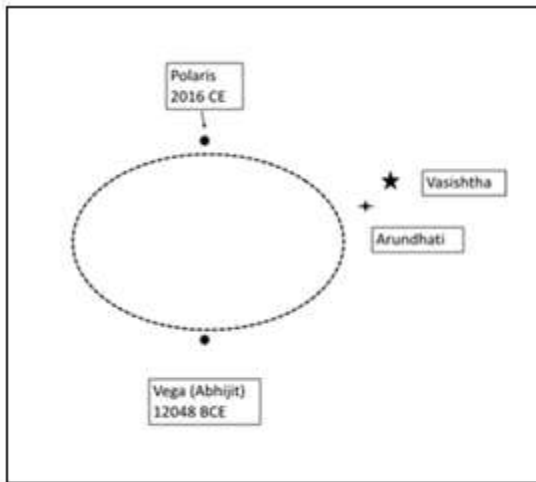 Polaris
2016 CE
Vasishtha
Arundhati
Vega (Abhijit)
12048 BCE